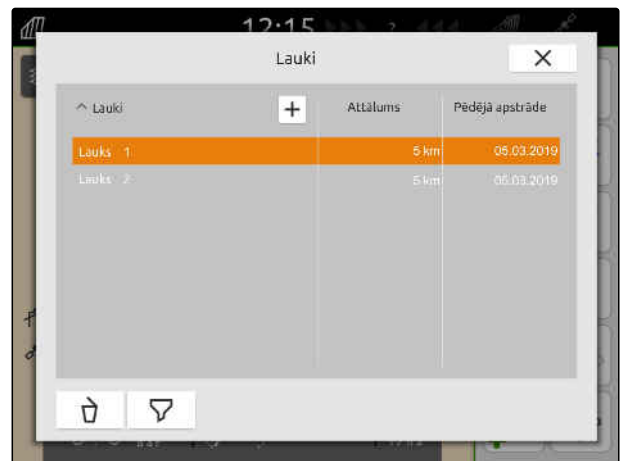 12:15
Lauki
Lauki + Attālums Pēdējā apstrāde
Lauks 1 5 km 05.03.2019
Lauks 2 5 km 05.03.2019